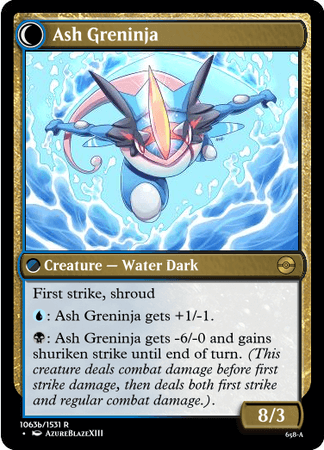 Ash Greninja
Creature — Water Dark
First strike, shroud
: Ash Greninja gets +1/-1.
: Ash Greninja gets -6/-0 and gains
shuriken strike until end of turn. (This
creature deals combat damage before first
strike damage, then deals both first strike
and regular combat damage.).
8/3
1063b/1531 R
• AzureBlazeXIII
658-A